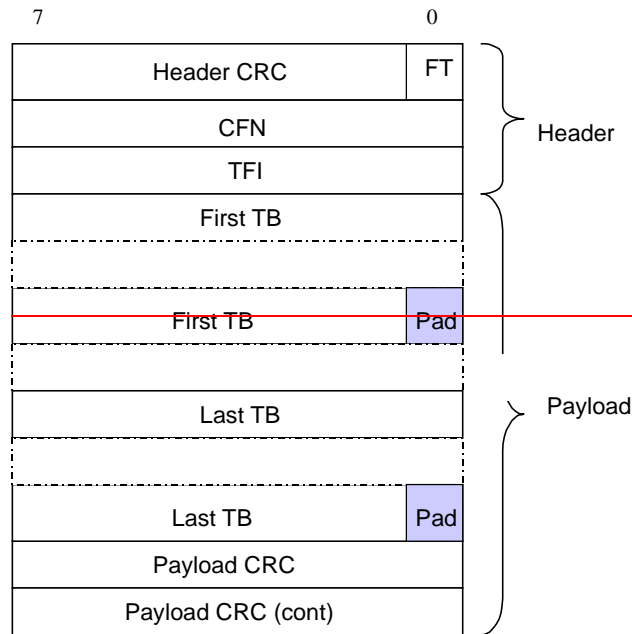 7 0
Header CRC FT
CFN
Header
TFI
First TB
First TB Pad
Last TB
Payload
Last TB Pad
Payload CRC
Payload CRC (cont)